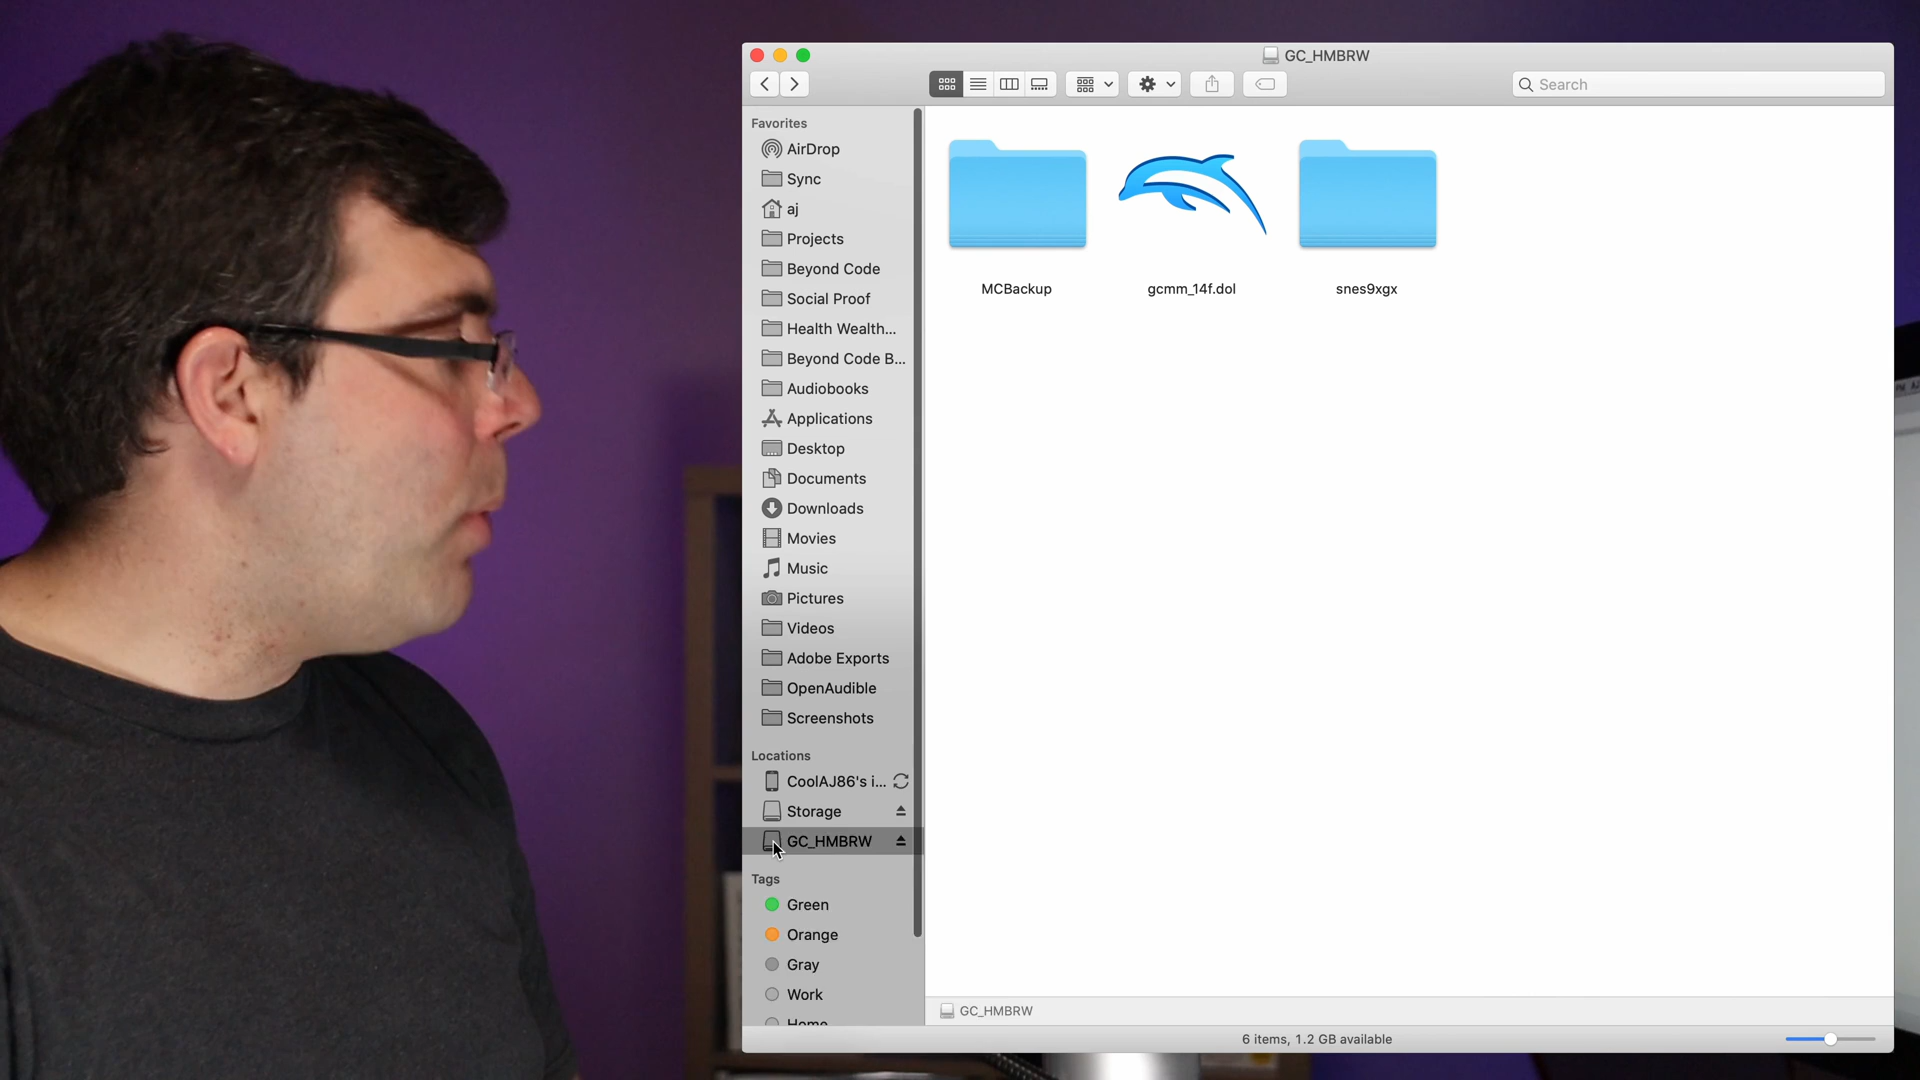 GC_HMBRW
Search
Favorites
AirDrop
Sync
aj
Projects
Beyond Code
Social Proof
Health Wealth...
Beyond Code B...
Audiobooks
Applications
Desktop
Documents
Downloads
Movies
Music
Pictures
Videos
Adobe Exports
OpenAudible
Screenshots
Locations
CoolAJ86's i...
Storage
GC_HMBRW
Tags
Green
Orange
Gray
Work
Home
MCBackup
gcmm_14f.dol
snes9xgx
GC_HMBRW
6 items, 1.2 GB available